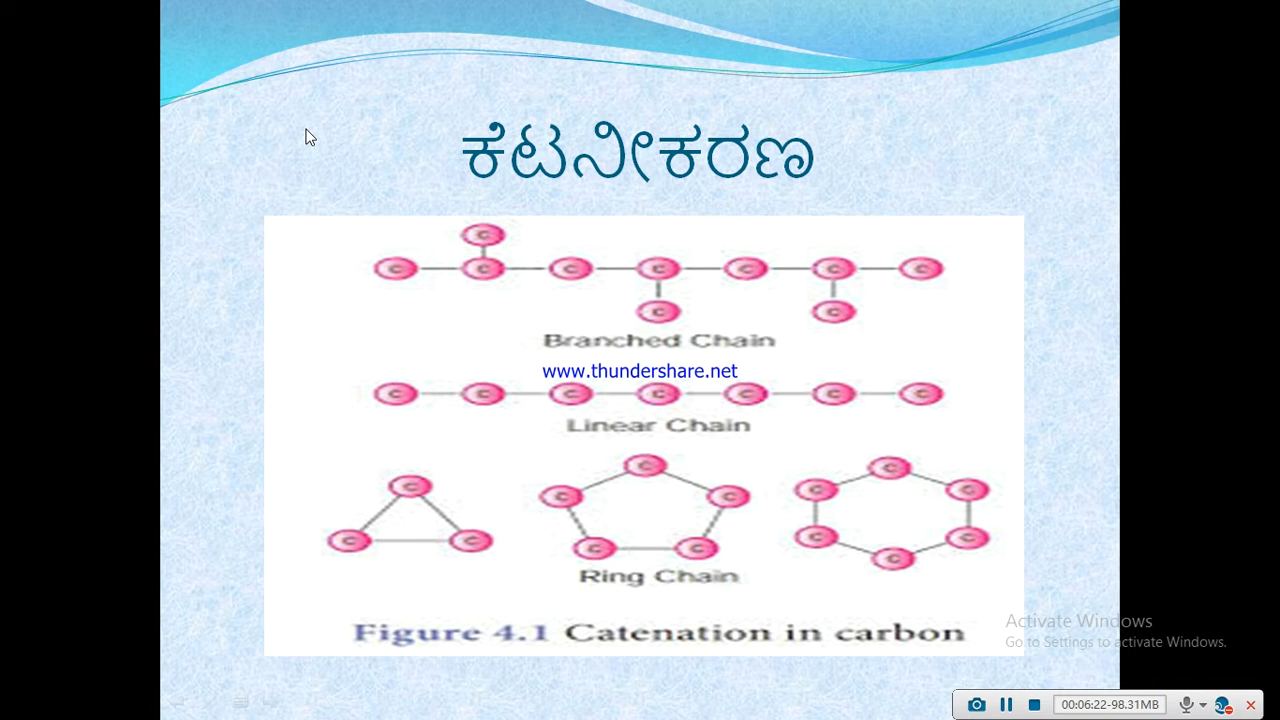 ಕೆಟನೀಕರಣ
C
C C C C C C C
C C
Branched Chain
www.thundershare.net
C C C C C C C
Linear Chain
C C C
C C C C C
C C C C C C
Ring Chain
Figure 4.1 Catenation in carbon
Activate Windows
Go to Settings to activate Windows.
00:06:22-98.31MB